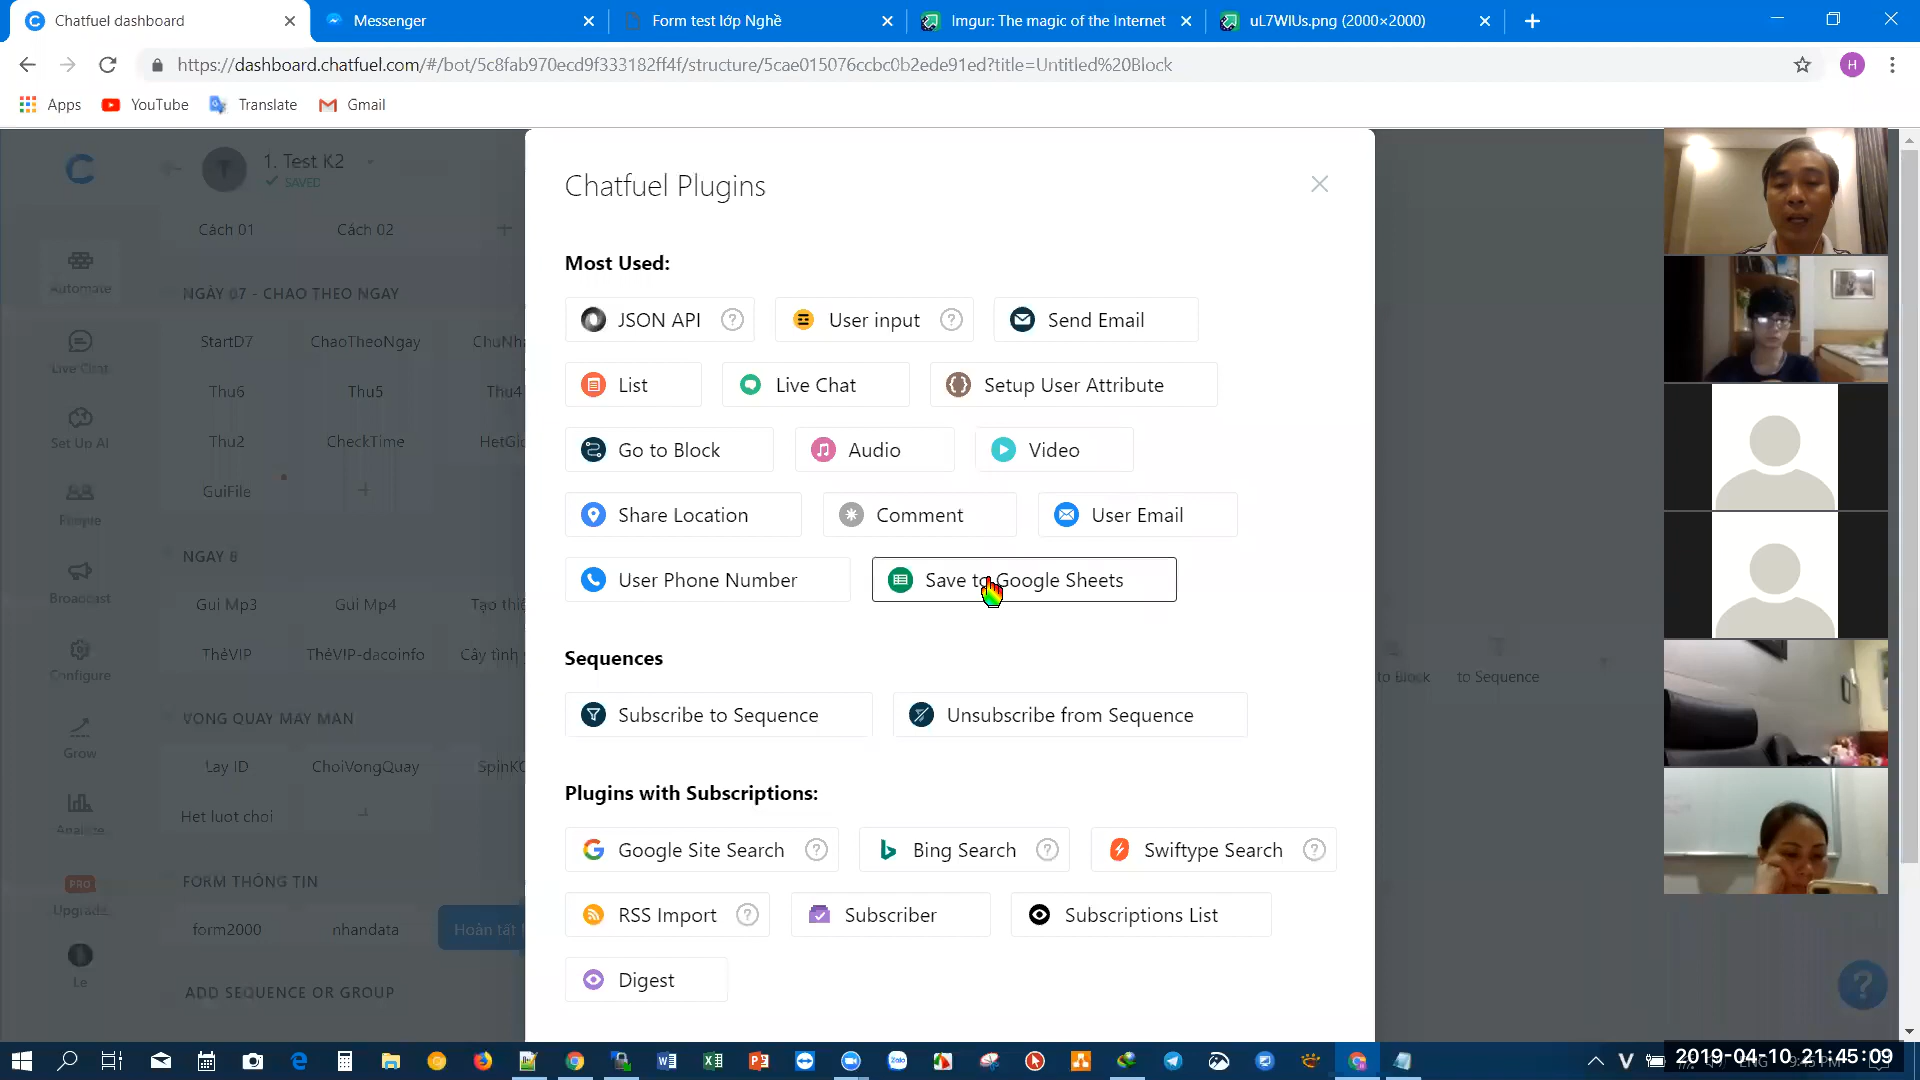 Chatfuel dashboard
Messenger
Form test lớp Nghề
Imgur: The magic of the Internet
uL7WlUs.png (2000×2000)
https://dashboard.chatfuel.com/#/bot/5c8fab970ecd9f333182ff4f/structure/5cae015076ccbc0b2ede91ed?title=Untitled%20Block
H
Apps
YouTube
Translate
Gmail
1. Test K2
SAVED
Cách 01
Cách 02
NGÀY 07 - CHAO THEO NGAY
StartD7
ChaoTheoNgay
Thu6
Thu5
Thu4
Thu2
CheckTime
GuiFile
NGAY 8
Gui Mp3
Gui Mp4
ThẻVIP
ThẻVIP-dacoinfo
VONG QUAY MAY MAN
Lay ID
ChoiVongQuay
Het luot choi
FORM THÔNG TIN
form2000
nhandata
Hoàn tất
ADD SEQUENCE OR GROUP
Automate
Live Chat
Set Up AI
People
Broadcast
Configure
Grow
Analyze
PRO
Upgrade
Le
Chatfuel Plugins
Most Used:
JSON API ?
User input ?
Send Email
List
Live Chat
Setup User Attribute
Go to Block
Audio
Video
Share Location
Comment
User Email
User Phone Number
Save to Google Sheets
Sequences
Subscribe to Sequence
Unsubscribe from Sequence
Plugins with Subscriptions:
Google Site Search ?
Bing Search ?
Swiftype Search ?
RSS Import ?
Subscriber
Subscriptions List
Digest
to Block
to Sequence
?
2019-04-10 21:45:09